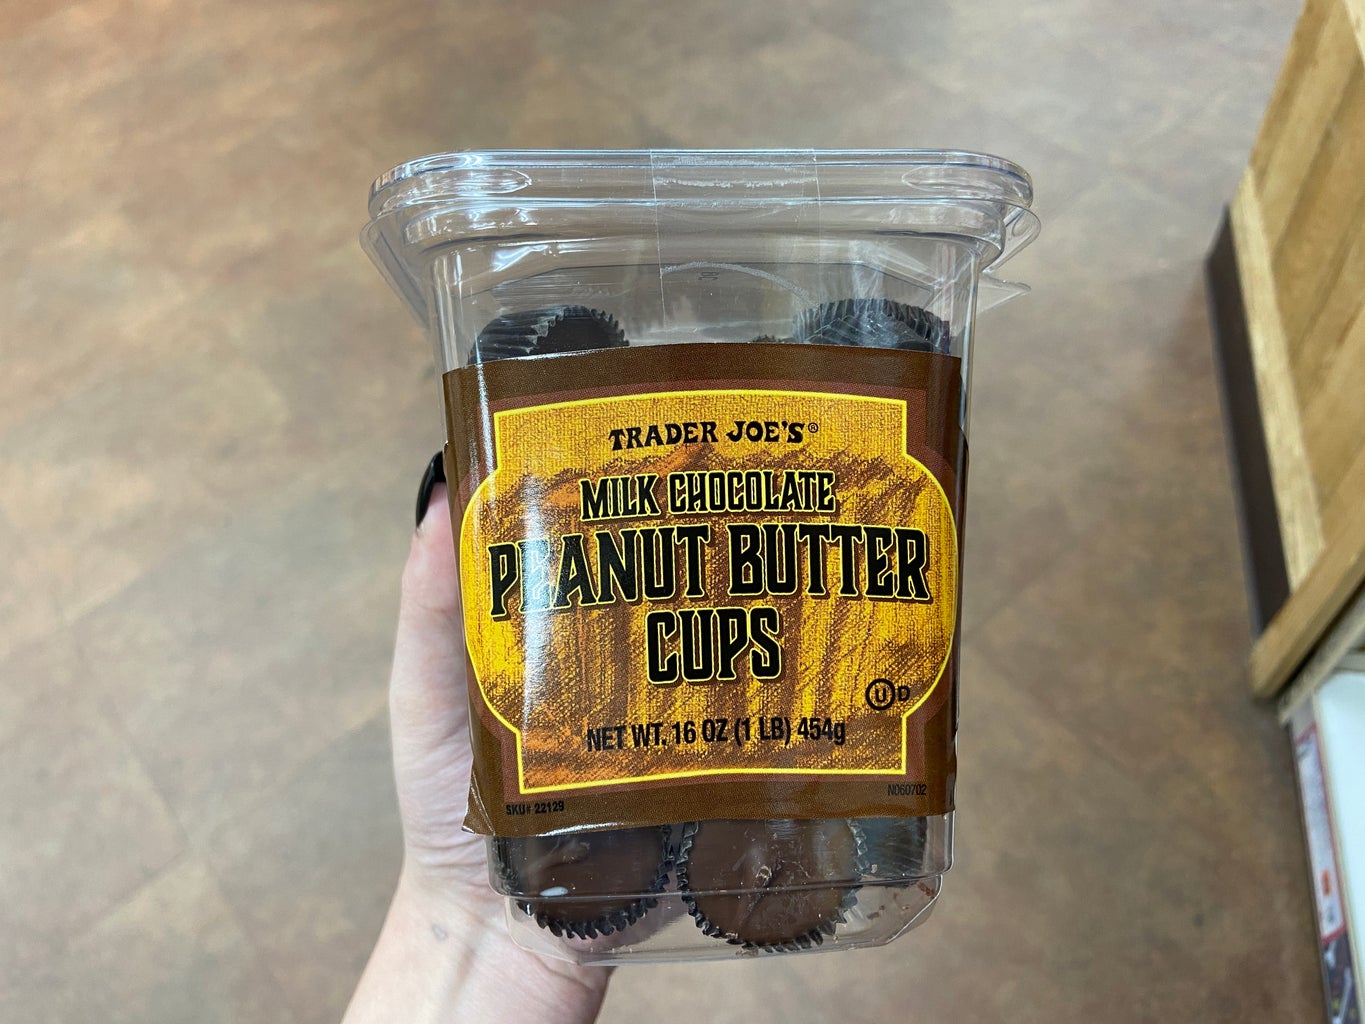 TRADER JOE'S®
MILK CHOCOLATE
PEANUT BUTTER
CUPS
U D
NET WT. 16 OZ (1 LB) 454g
SKU# 22129
N060702